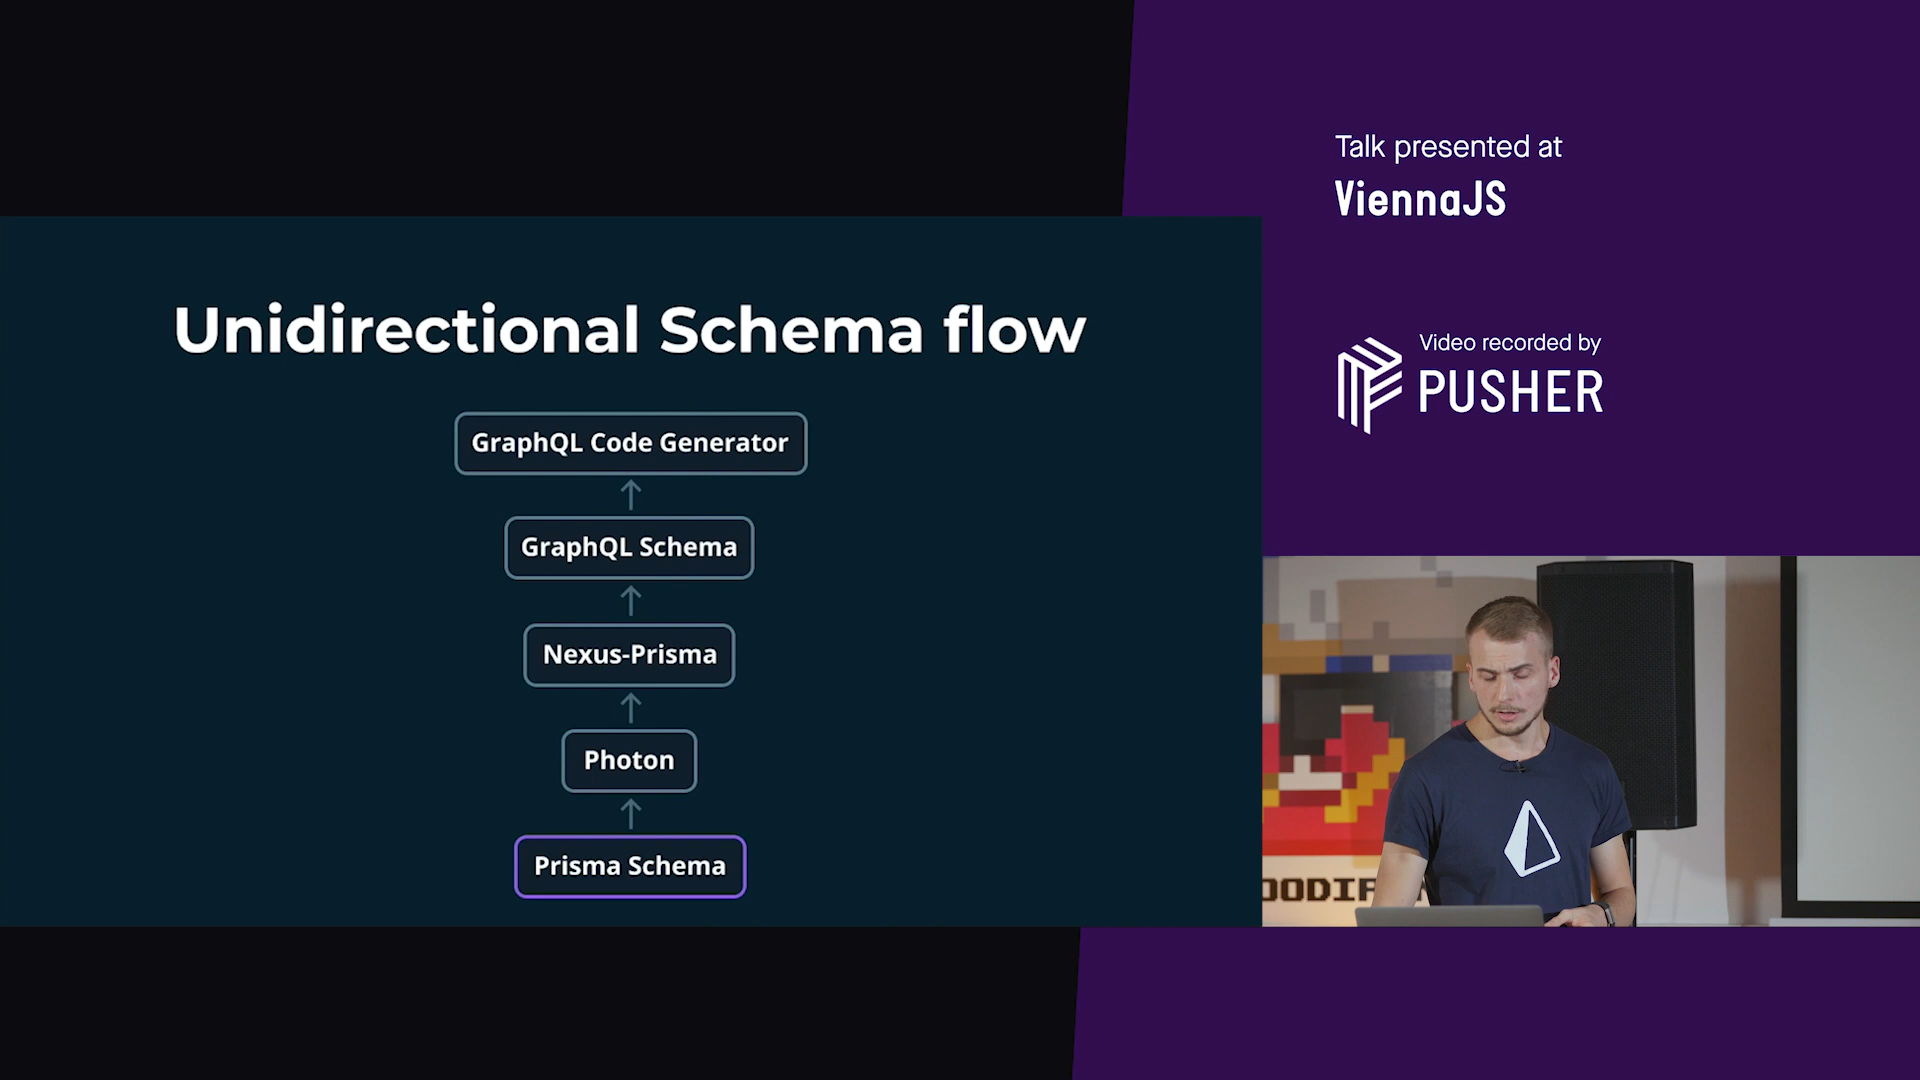 Talk presented at
ViennaJS
Video recorded by
PUSHER
Unidirectional Schema flow
GraphQL Code Generator
GraphQL Schema
Nexus-Prisma
Photon
Prisma Schema